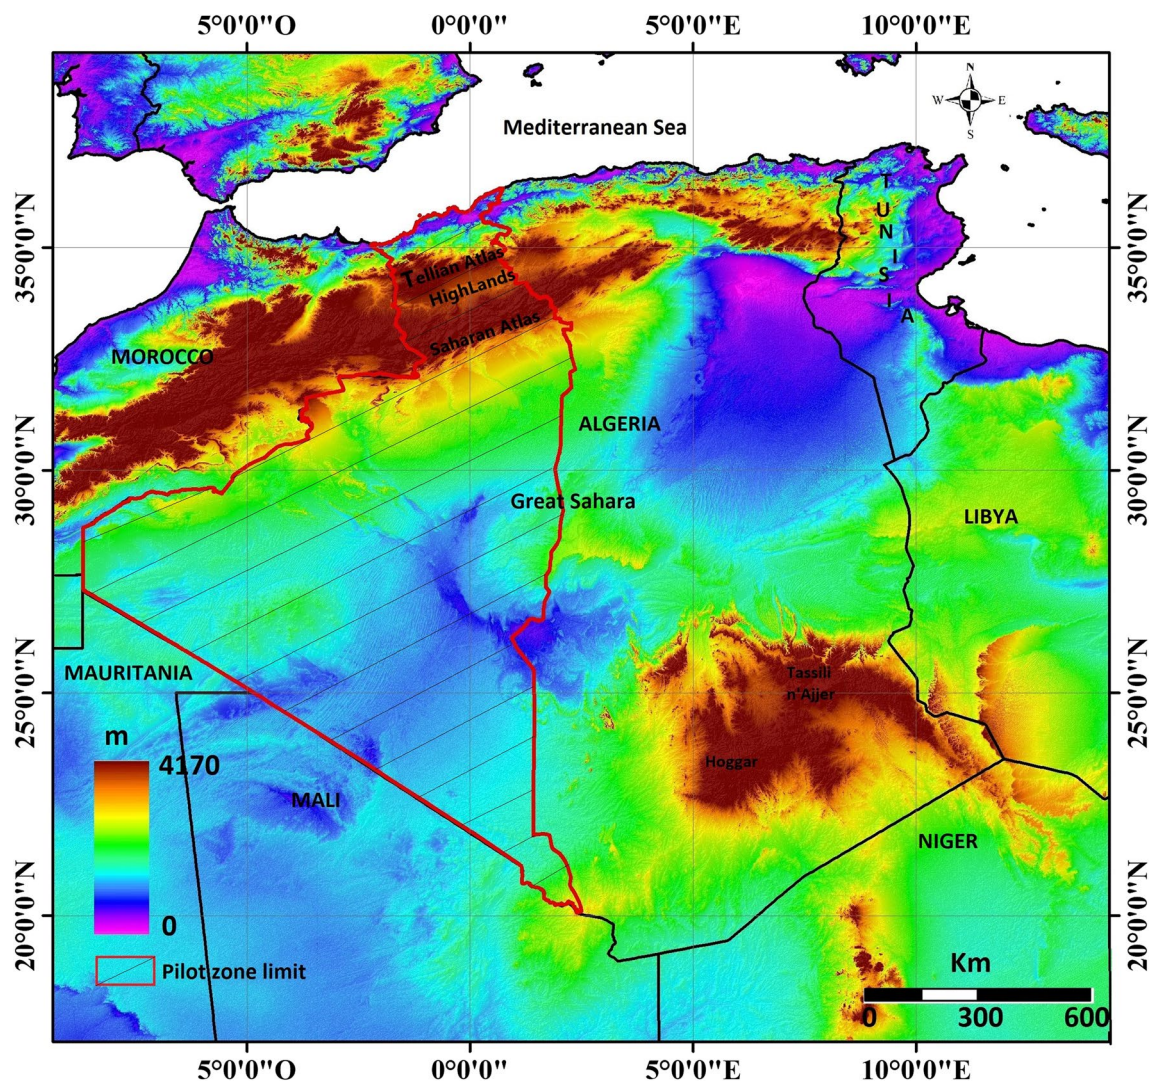 5°0'0"O 0°0'0" 5°0'0"E 10°0'0"E
N
W E
S
Mediterranean Sea
35°0'0"N 35°0'0"N
TUNISIA
Tellian Atlas
HighLands
Saharan Atlas
MOROCCO
ALGERIA
30°0'0"N 30°0'0"N
Great Sahara
LIBYA
MAURITANIA
Tassili
n'Ajjer
25°0'0"N 25°0'0"N
m
4170
Hoggar
MALI
NIGER
0
20°0'0"N 20°0'0"N
Pilot zone limit
Km
0 300 600
5°0'0"O 0°0'0" 5°0'0"E 10°0'0"E